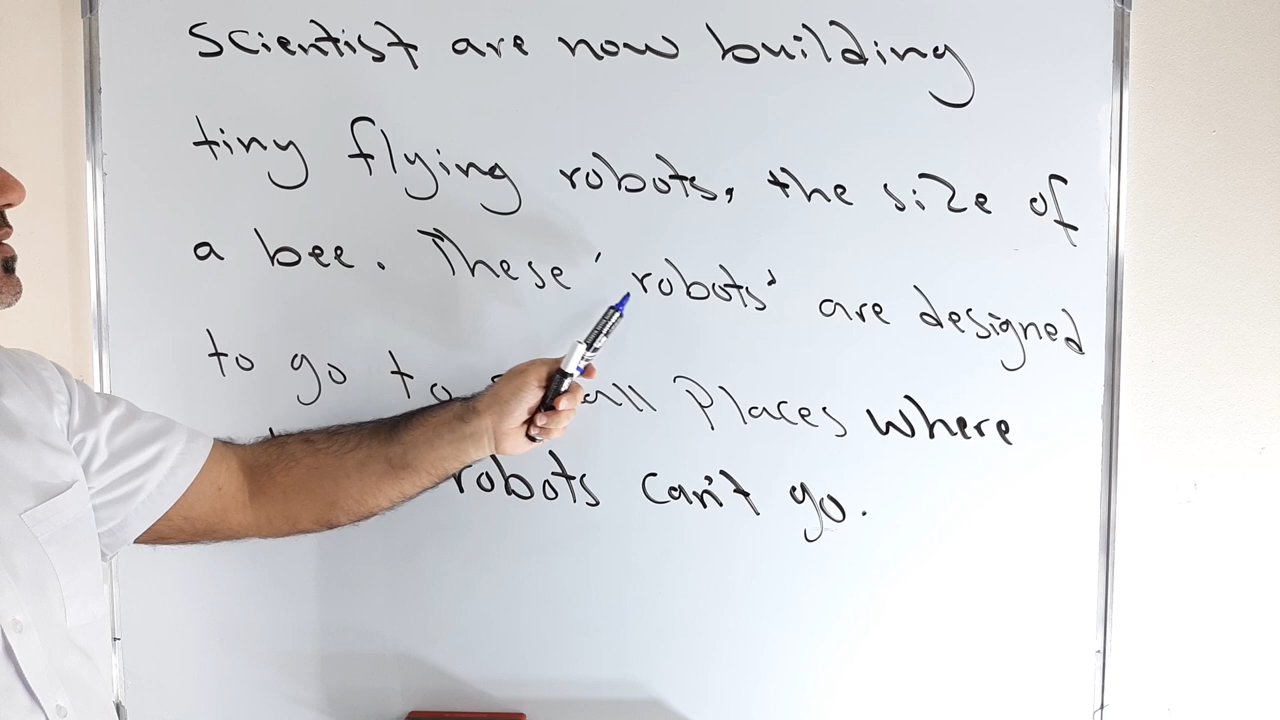 Scientist are now building
tiny flying robots, the size of
a bee. These 'robots' are designed
to go to places where
robots can't go.